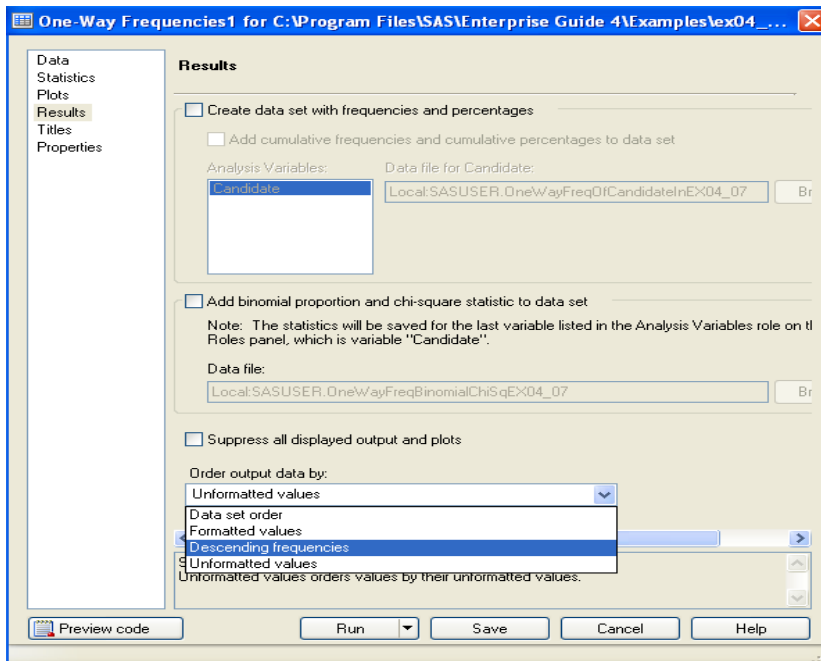 One-Way Frequencies1 for C:\Program Files\SAS\Enterprise Guide 4\Examples\ex04_...
Data
Statistics
Plots
Results
Titles
Properties
Results
Create data set with frequencies and percentages
Add cumulative frequencies and cumulative percentages to data set
Analysis Variables:
Data file for Candidate:
Candidate
Local:SASUSER.OneWayFreqOfCandidateInEX04_07
Br
Add binomial proportion and chi-square statistic to data set
Note: The statistics will be saved for the last variable listed in the Analysis Variables role on
Roles panel, which is variable "Candidate".
Data file:
Local:SASUSER.OneWayFreqBinomialChiSqEX04_07
Br
Suppress all displayed output and plots
Order output data by:
Unformatted values
Data set order
Formatted values
Descending frequencies
Unformatted values
Unformatted values orders values by their unformatted values.
Preview code
Run
Save
Cancel
Help